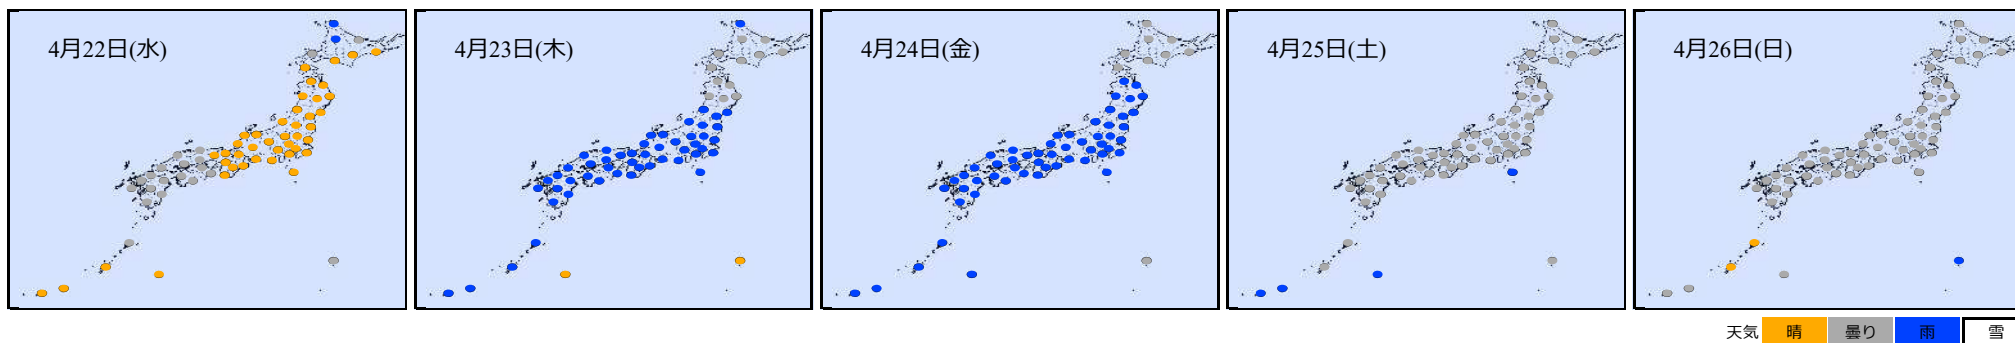 4月22日(水)
4月23日(木)
4月24日(金)
4月25日(土)
4月26日(日)
天気 晴 曇り 雨 雪